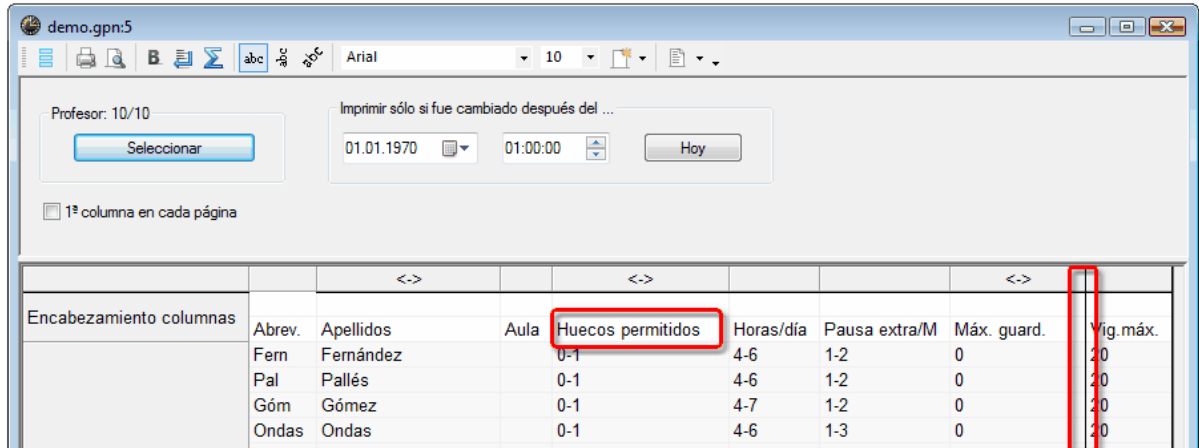 demo.gpn:5
B abc abc abc Arial 10
Profesor: 10/10
Imprimir sólo si fue cambiado después del ...
Seleccionar 01.01.1970 01:00:00 Hoy
1ª columna en cada página
<-> <-> <->
Encabezamiento columnas
Abrev. Apellidos Aula Huecos permitidos Horas/día Pausa extra/M Máx. guard. Vig.máx.
Fern Fernández 0-1 4-6 1-2 0 20
Pal Pallés 0-1 4-6 1-2 0 20
Góm Gómez 0-1 4-7 1-2 0 20
Ondas Ondas 0-1 4-6 1-3 0 20